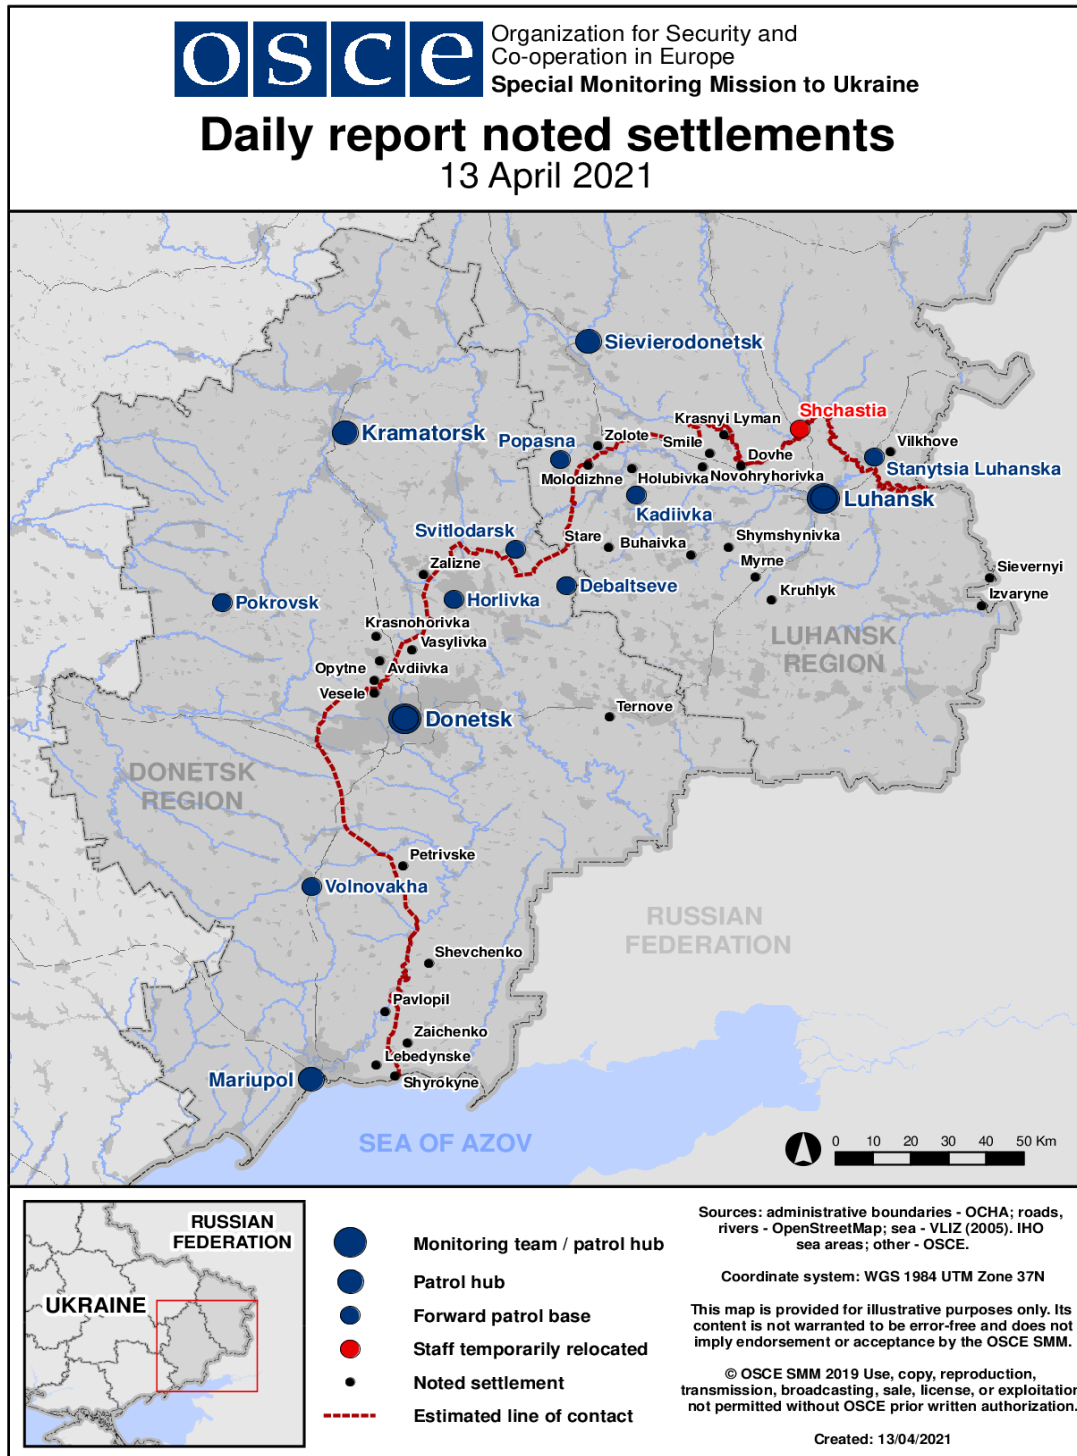 osce
Organization for Security and
Co-operation in Europe
Special Monitoring Mission to Ukraine
Daily report noted settlements
13 April 2021
Sievierodonetsk
Shchastia
Krasnyi Lyman
Kramatorsk
Zolote
Smile
Popasna
Vilkhove
Dovhe
Stanytsia Luhanska
Molodizhne
Holubivka
Novohryhorivka
Luhansk
Kadiivka
Svitlodarsk
Stare
Buhaivka
Shymshynivka
Zalizne
Myrne
Sievernyi
Debaltseve
Kruhlyk
Izvaryne
Pokrovsk
Horlivka
Krasnohorivka
LUHANSK
REGION
Vasylivka
Opytne
Avdiivka
Vesele
Ternove
Donetsk
DONETSK
REGION
Petrivske
Volnovakha
RUSSIAN
FEDERATION
Shevchenko
Pavlopil
Zaichenko
Lebedynske
Mariupol
Shyrokyne
SEA OF AZOV
0 10 20 30 40 50 Km
RUSSIAN
FEDERATION
UKRAINE
Monitoring team / patrol hub
Patrol hub
Forward patrol base
Staff temporarily relocated
Noted settlement
Estimated line of contact
Sources: administrative boundaries - OCHA; roads,
rivers - OpenStreetMap; sea - VLIZ (2005). IHO
sea areas; other - OSCE.
Coordinate system: WGS 1984 UTM Zone 37N
This map is provided for illustrative purposes only. Its
content is not warranted to be error-free and does not
imply endorsement or acceptance by the OSCE SMM.
© OSCE SMM 2019 Use, copy, reproduction,
transmission, broadcasting, sale, license, or exploitation
not permitted without OSCE prior written authorization.
Created: 13/04/2021